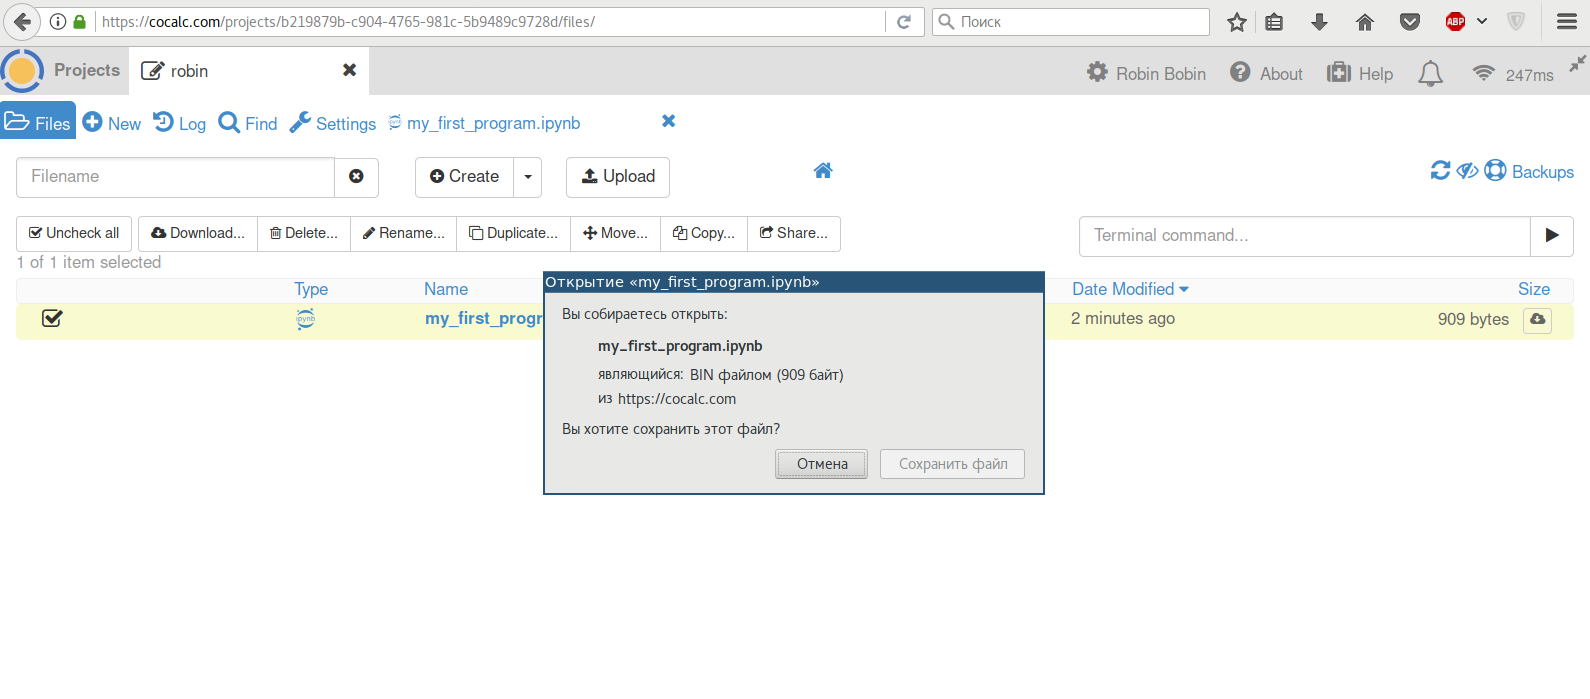 https://cocalc.com/projects/b219879b-c904-4765-981c-5b9489c9728d/files/ Поиск ABP
Projects robin Robin Bobin About Help 247ms
Files New Log Find Settings ipynb my_first_program.ipynb
Filename Create Upload Backups
Uncheck all Download... Delete... Rename... Duplicate... Move... Copy... Share... Terminal command...
1 of 1 item selected
Type Name Date Modified Size
ipynb my_first_progr 2 minutes ago 909 bytes
Открытие «my_first_program.ipynb»
Вы собираетесь открыть:
my_first_program.ipynb
являющийся: BIN файлом (909 байт)
из https://cocalc.com
Вы хотите сохранить этот файл?
Отмена Сохранить файл